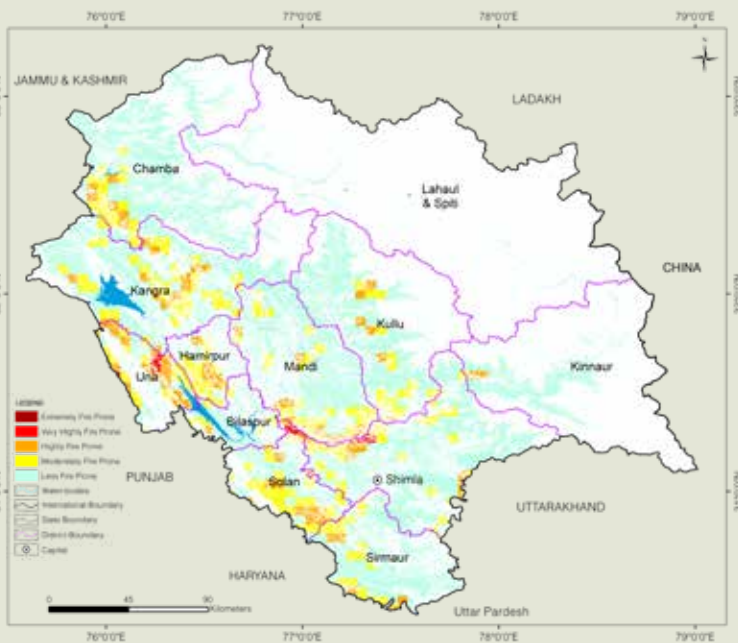 76°0'0"E
77°0'0"E
78°0'0"E
79°0'0"E
JAMMU & KASHMIR
LADAKH
Chamba
Lahaul
& Spiti
CHINA
Kangra
Kullu
Hamirpur
Mandi
Kinnaur
Una
LEGEND
Bilaspur
Extremely Fire Prone
Very Highly Fire Prone
Highly Fire Prone
Moderately Fire Prone
Less Fire Prone
Waterbodies
International Boundary
State Boundary
District Boundary
Capital
PUNJAB
Solan
Shimla
UTTARAKHAND
Sirmaur
HARYANA
0 45 90
Kilometers
Uttar Pardesh
76°0'0"E
77°0'0"E
78°0'0"E
79°0'0"E